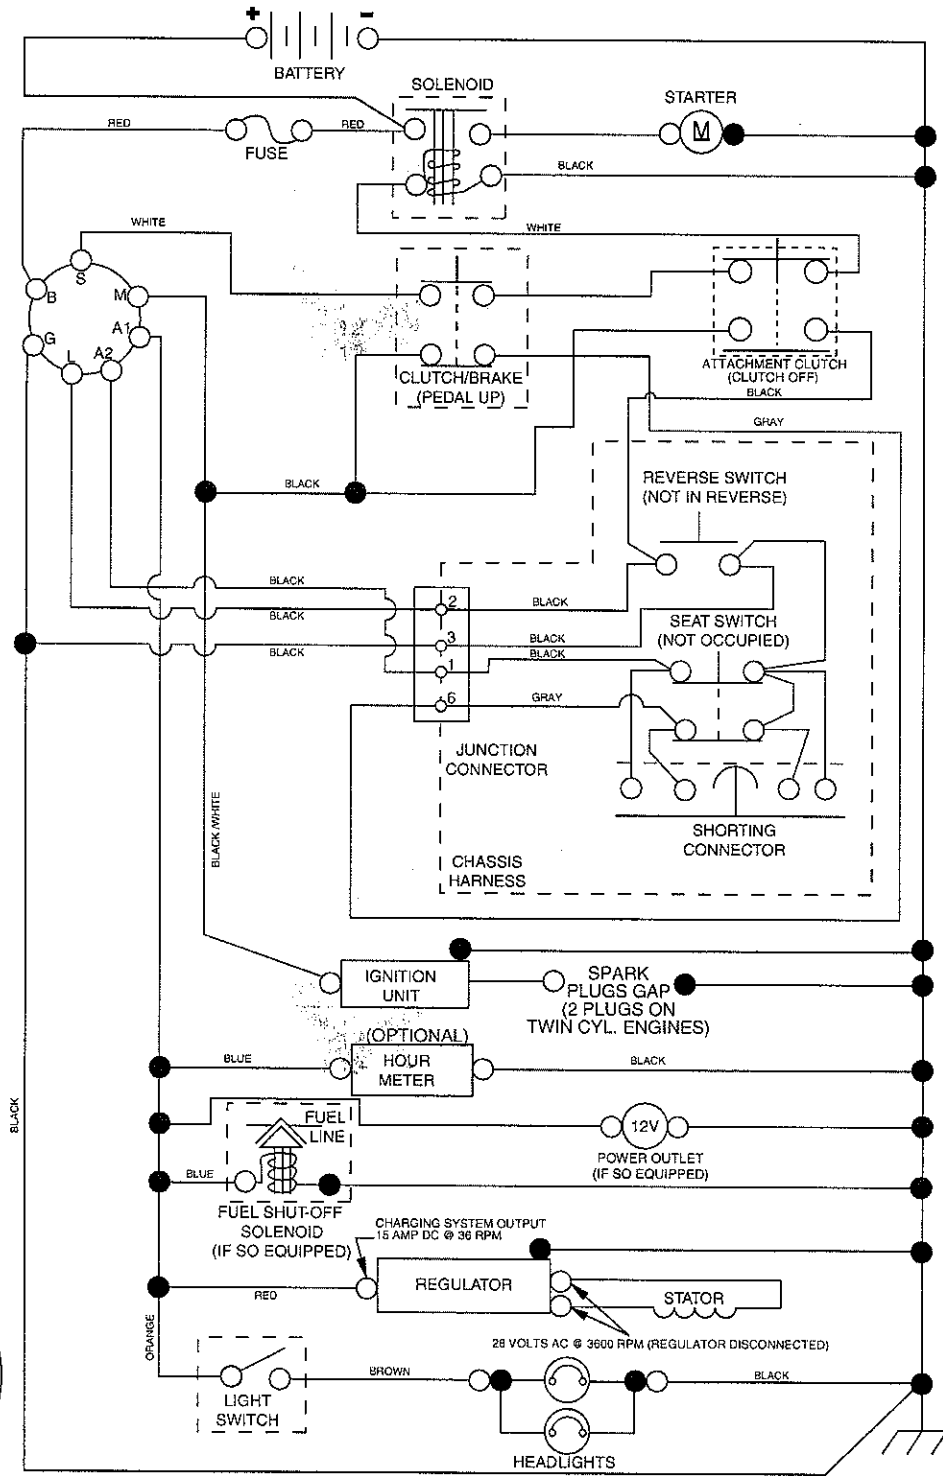 + -
BATTERY
SOLENOID
STARTER
RED
RED
FUSE
M
BLACK
WHITE
WHITE
S
B
M
G
A1
L
A2
CLUTCH/BRAKE
(PEDAL UP)
ATTACHMENT CLUTCH
(CLUTCH OFF)
BLACK
GRAY
BLACK
REVERSE SWITCH
(NOT IN REVERSE)
BLACK
BLACK
2
BLACK
SEAT SWITCH
(NOT OCCUPIED)
BLACK
3
BLACK
BLACK
1
6
GRAY
JUNCTION
CONNECTOR
SHORTING
CONNECTOR
CHASSIS
HARNESS
BLACK/WHITE
IGNITION
UNIT
SPARK
PLUGS GAP
(2 PLUGS ON
TWIN CYL. ENGINES)
(OPTIONAL)
HOUR
METER
BLUE
BLACK
BLACK
FUEL
LINE
12V
POWER OUTLET
(IF SO EQUIPPED)
BLUE
FUEL SHUT-OFF
SOLENOID
(IF SO EQUIPPED)
CHARGING SYSTEM OUTPUT
15 AMP DC @ 36 RPM
REGULATOR
RED
STATOR
28 VOLTS AC @ 3600 RPM (REGULATOR DISCONNECTED)
ORANGE
LIGHT
SWITCH
BROWN
BLACK
HEADLIGHTS